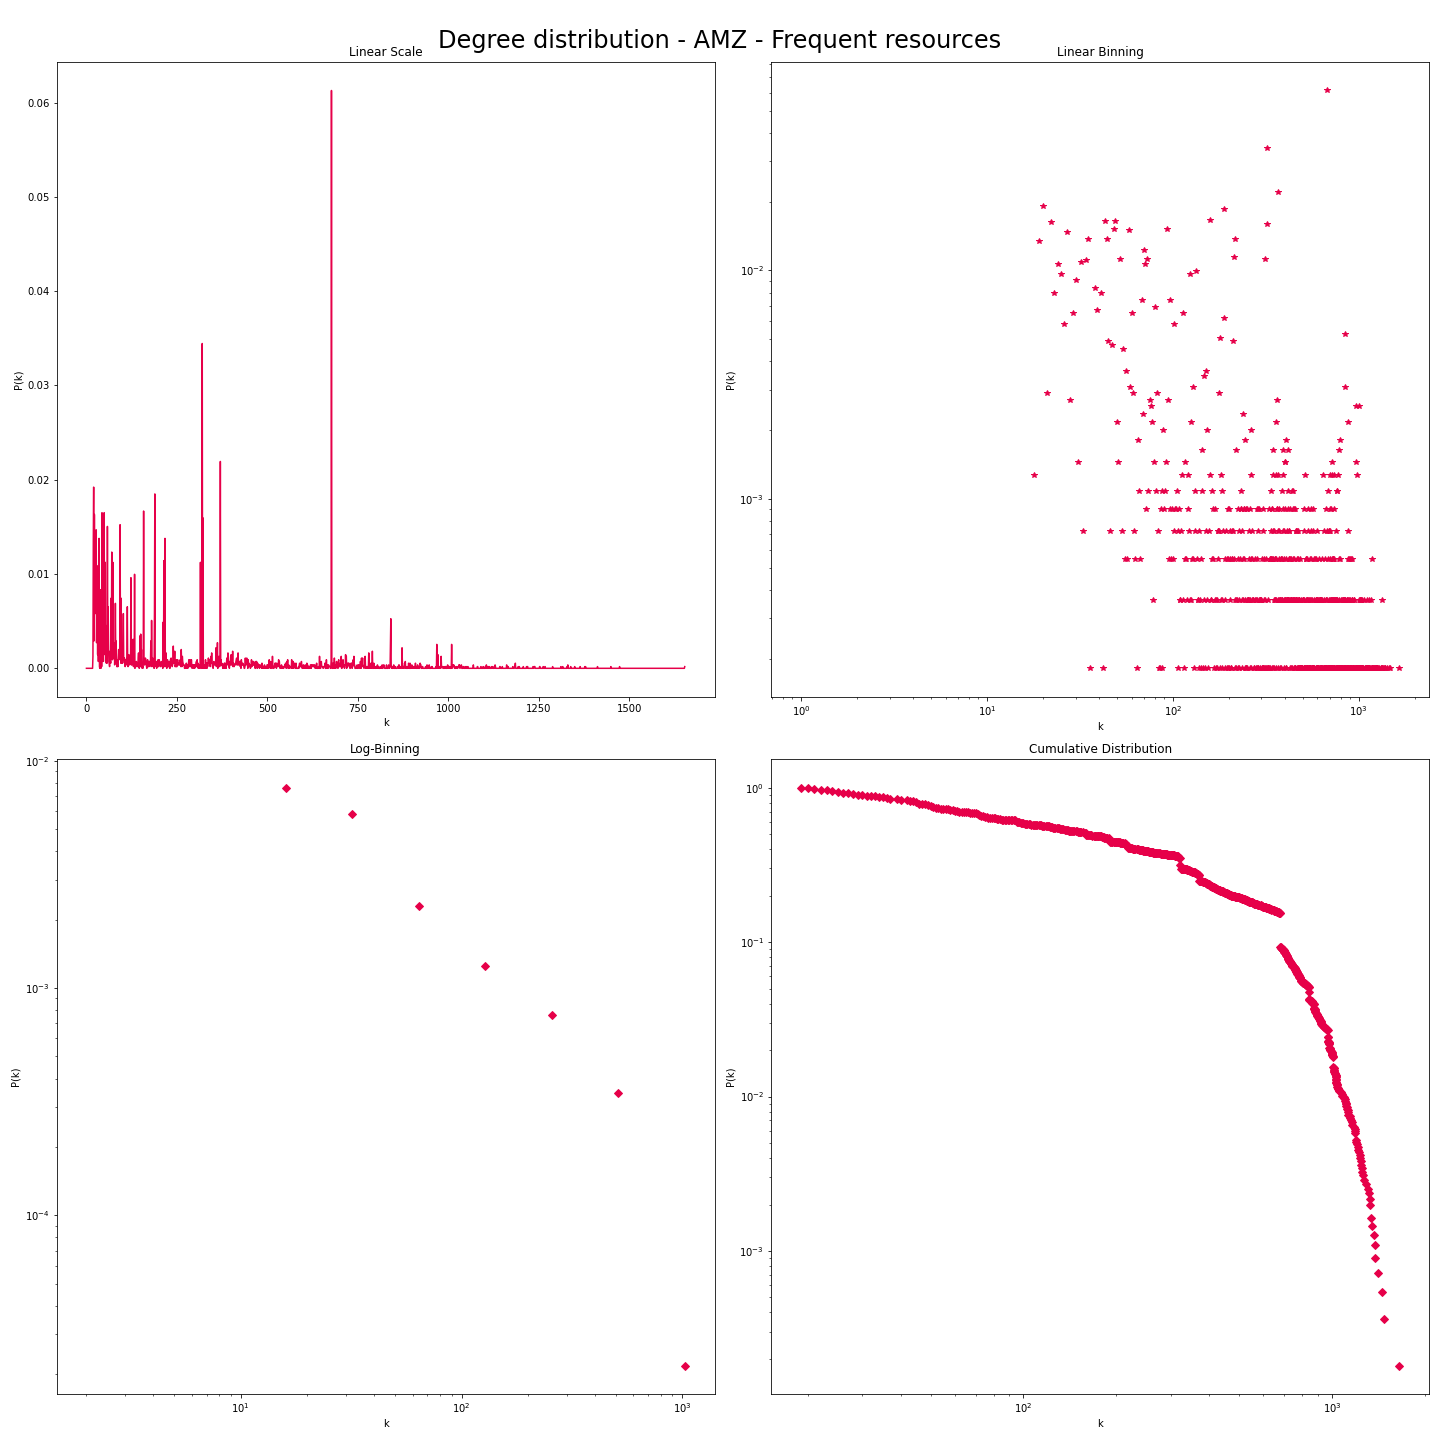 Degree distribution - AMZ - Frequent resources
Linear Scale
0.06
0.05
0.04
0.03
0.02
0.01
0.00
P(k)
0 250 500 750 1000 1250 1500
k
Linear Binning
10⁻²
10⁻³
P(k)
10⁰ 10¹ 10² 10³
k
Log-Binning
10⁻²
10⁻³
10⁻⁴
P(k)
10¹ 10² 10³
k
Cumulative Distribution
10⁰
10⁻¹
10⁻²
10⁻³
P(k)
10² 10³
k